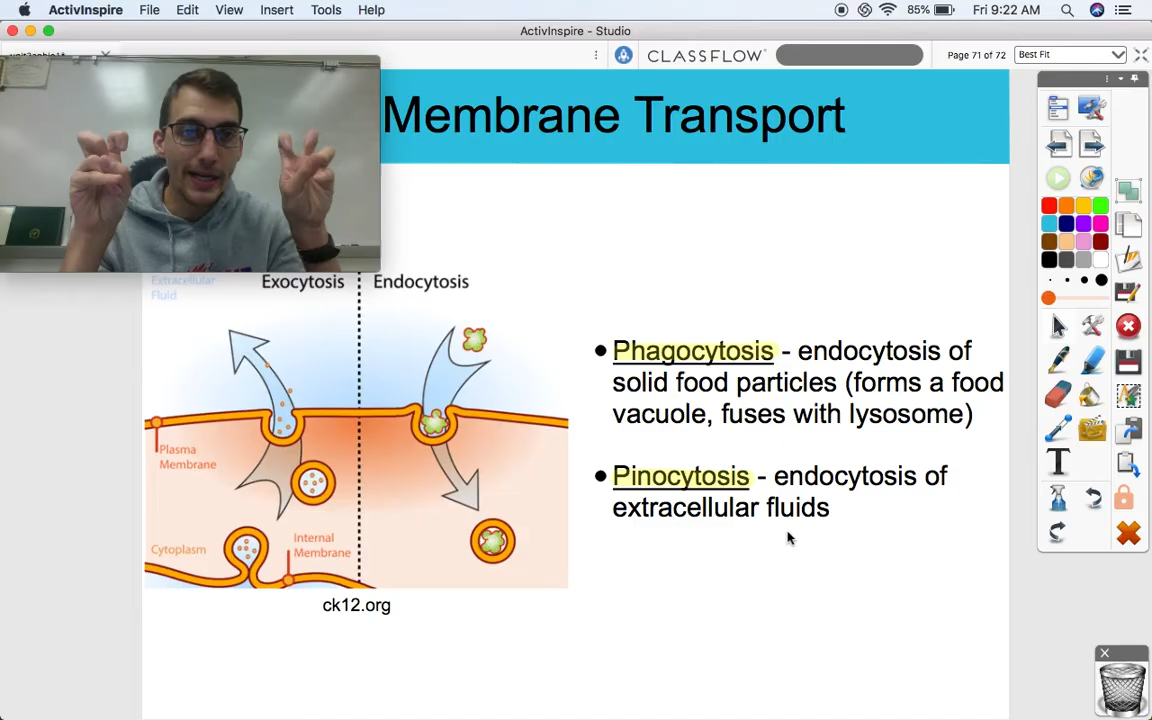 ActivInspire File Edit View Insert Tools Help 85% Fri 9:22 AM
ActivInspire - Studio
CLASSFLOW Page 71 of 72 Best Fit
Membrane Transport
Extracellular
Fluid
Exocytosis Endocytosis
Plasma
Membrane
Cytoplasm
Internal
Membrane
ck12.org
• Phagocytosis - endocytosis of
solid food particles (forms a food
vacuole, fuses with lysosome)
• Pinocytosis - endocytosis of
extracellular fluids
T